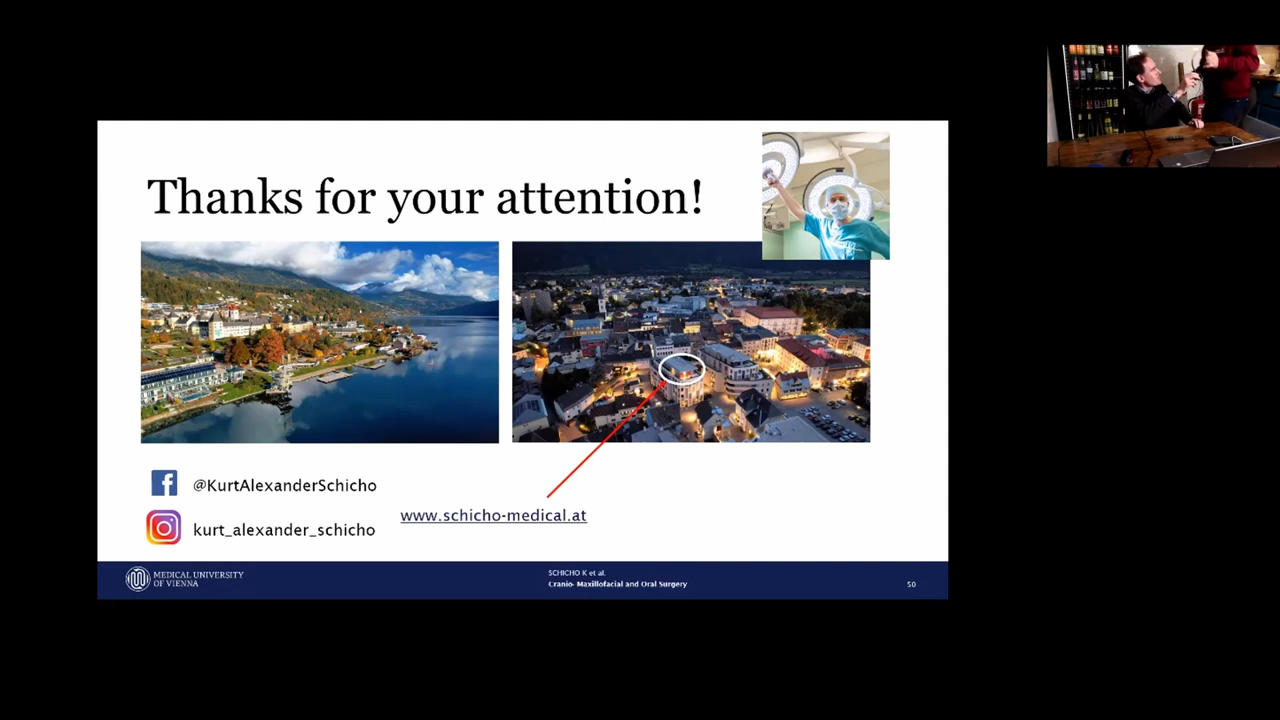 Thanks for your attention!
@KurtAlexanderSchicho
kurt_alexander_schicho
www.schicho-medical.at
MEDICAL UNIVERSITY
OF VIENNA
SCHICHO K et al.
Cranio- Maxillofacial and Oral Surgery
50